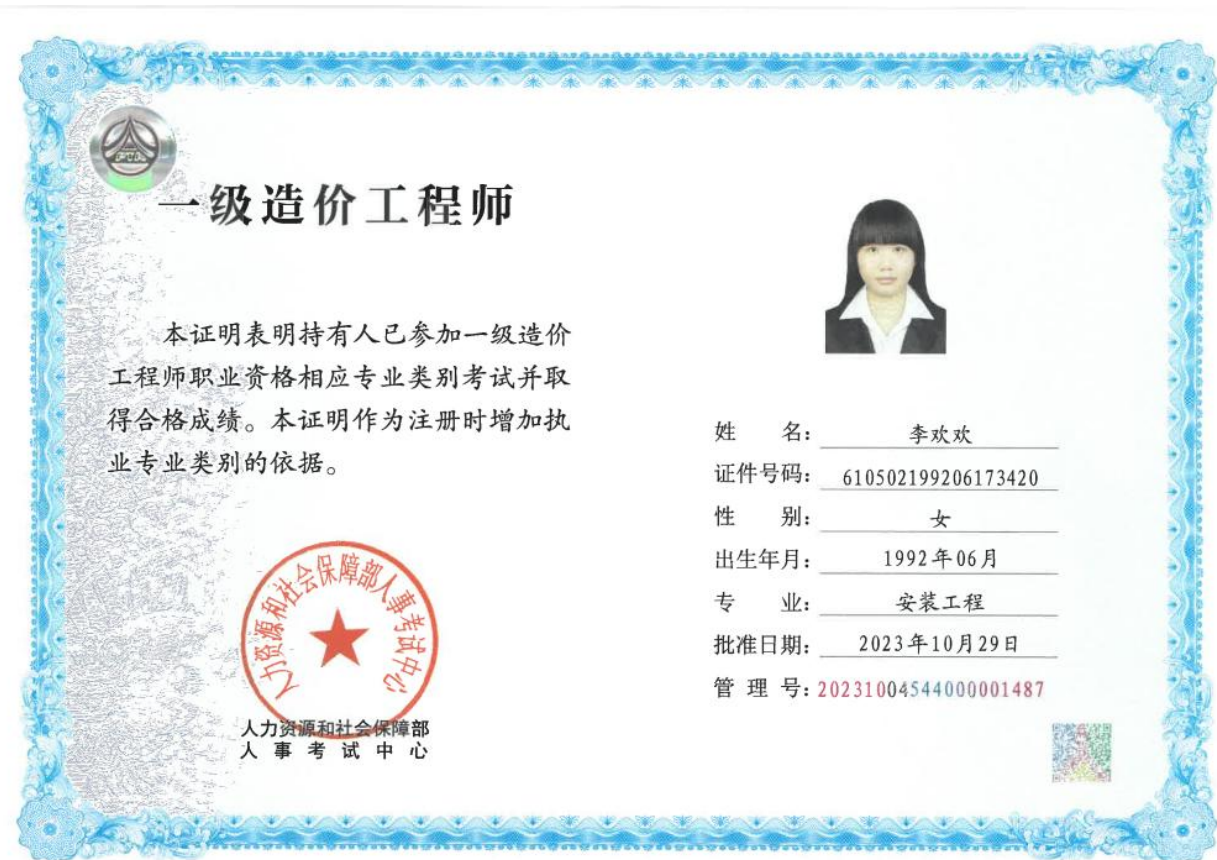 一级造价工程师
本证明表明持有人已参加一级造价
工程师职业资格相应专业类别考试并取
得合格成绩。本证明作为注册时增加执
业专业类别的依据。
人力资源和社会保障部人事考试中心
人力资源和社会保障部
人事考试中心
姓 名: 李欢欢
证件号码: 610502199206173420
性 别: 女
出生年月: 1992年06月
专 业: 安装工程
批准日期: 2023年10月29日
管 理 号: 20231004544000001487